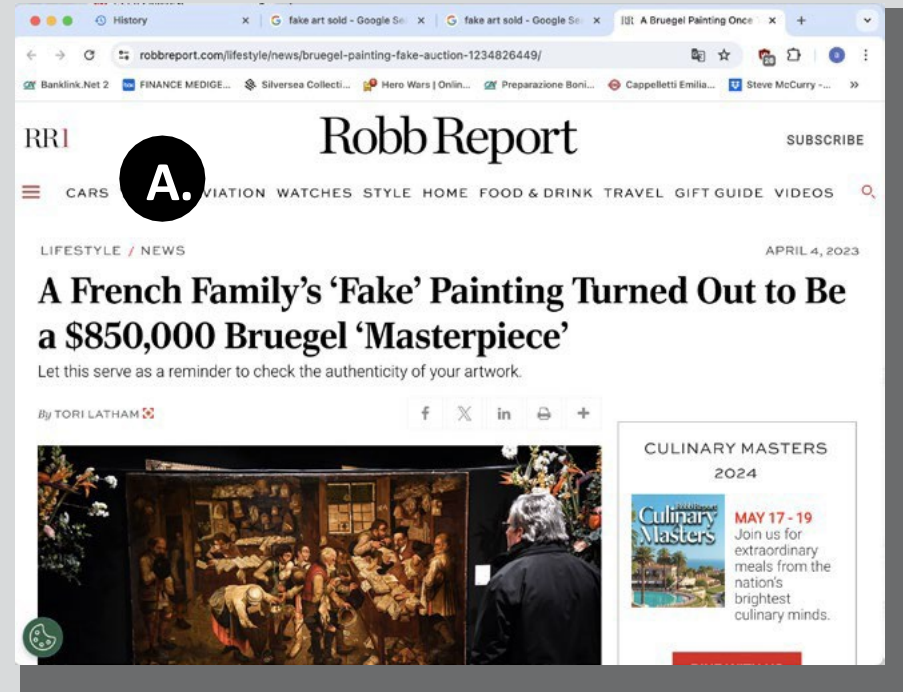 History
fake art sold - Google Se
fake art sold - Google Se
A Bruegel Painting Once
robbreport.com/lifestyle/news/bruegel-painting-fake-auction-1234826449/
Banklink.Net 2 FINANCE MEDIGE... Silversea Collecti... Hero Wars | Onlin... Preparazione Boni... Cappelletti Emilia... Steve McCurry -... »
RR1
Robb Report
SUBSCRIBE
CARS A. VIATION WATCHES STYLE HOME FOOD & DRINK TRAVEL GIFT GUIDE VIDEOS
LIFESTYLE / NEWS
APRIL 4, 2023
A French Family’s ‘Fake’ Painting Turned Out to Be
a $850,000 Bruegel ‘Masterpiece’
Let this serve as a reminder to check the authenticity of your artwork.
By TORI LATHAM
CULINARY MASTERS
2024
Robb Report
Culinary
Masters
MAY 17 - 19
Join us for
extraordinary
meals from the
nation's
brightest
culinary minds.